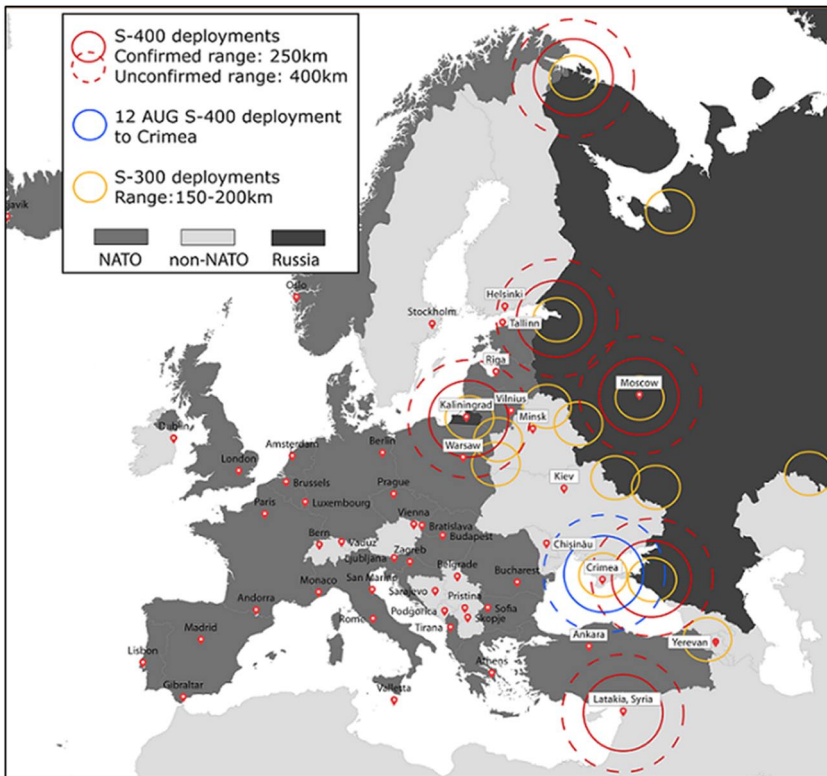 S-400 deployments
Confirmed range: 250km
Unconfirmed range: 400km
12 AUG S-400 deployment
to Crimea
S-300 deployments
Range:150-200km
NATO
non-NATO
Russia
Oslo
Stockholm
Helsinki
Tallinn
Riga
Moscow
Kaliningrad
Vilnius
Minsk
Dublin
Amsterdam
Berlin
Warsaw
London
Brussels
Prague
Kiev
Paris
Luxembourg
Vienna
Bratislava
Budapest
Bern
Vaduz
Chișinău
Ljubljana
Zagreb
Belgrade
Crimea
Monaco
San Marino
Sarajevo
Bucharest
Andorra
Pristina
Podgorica
Sofia
Skopje
Madrid
Rome
Tirana
Ankara
Yerevan
Lisbon
Athens
Gibraltar
Valletta
Latakia, Syria